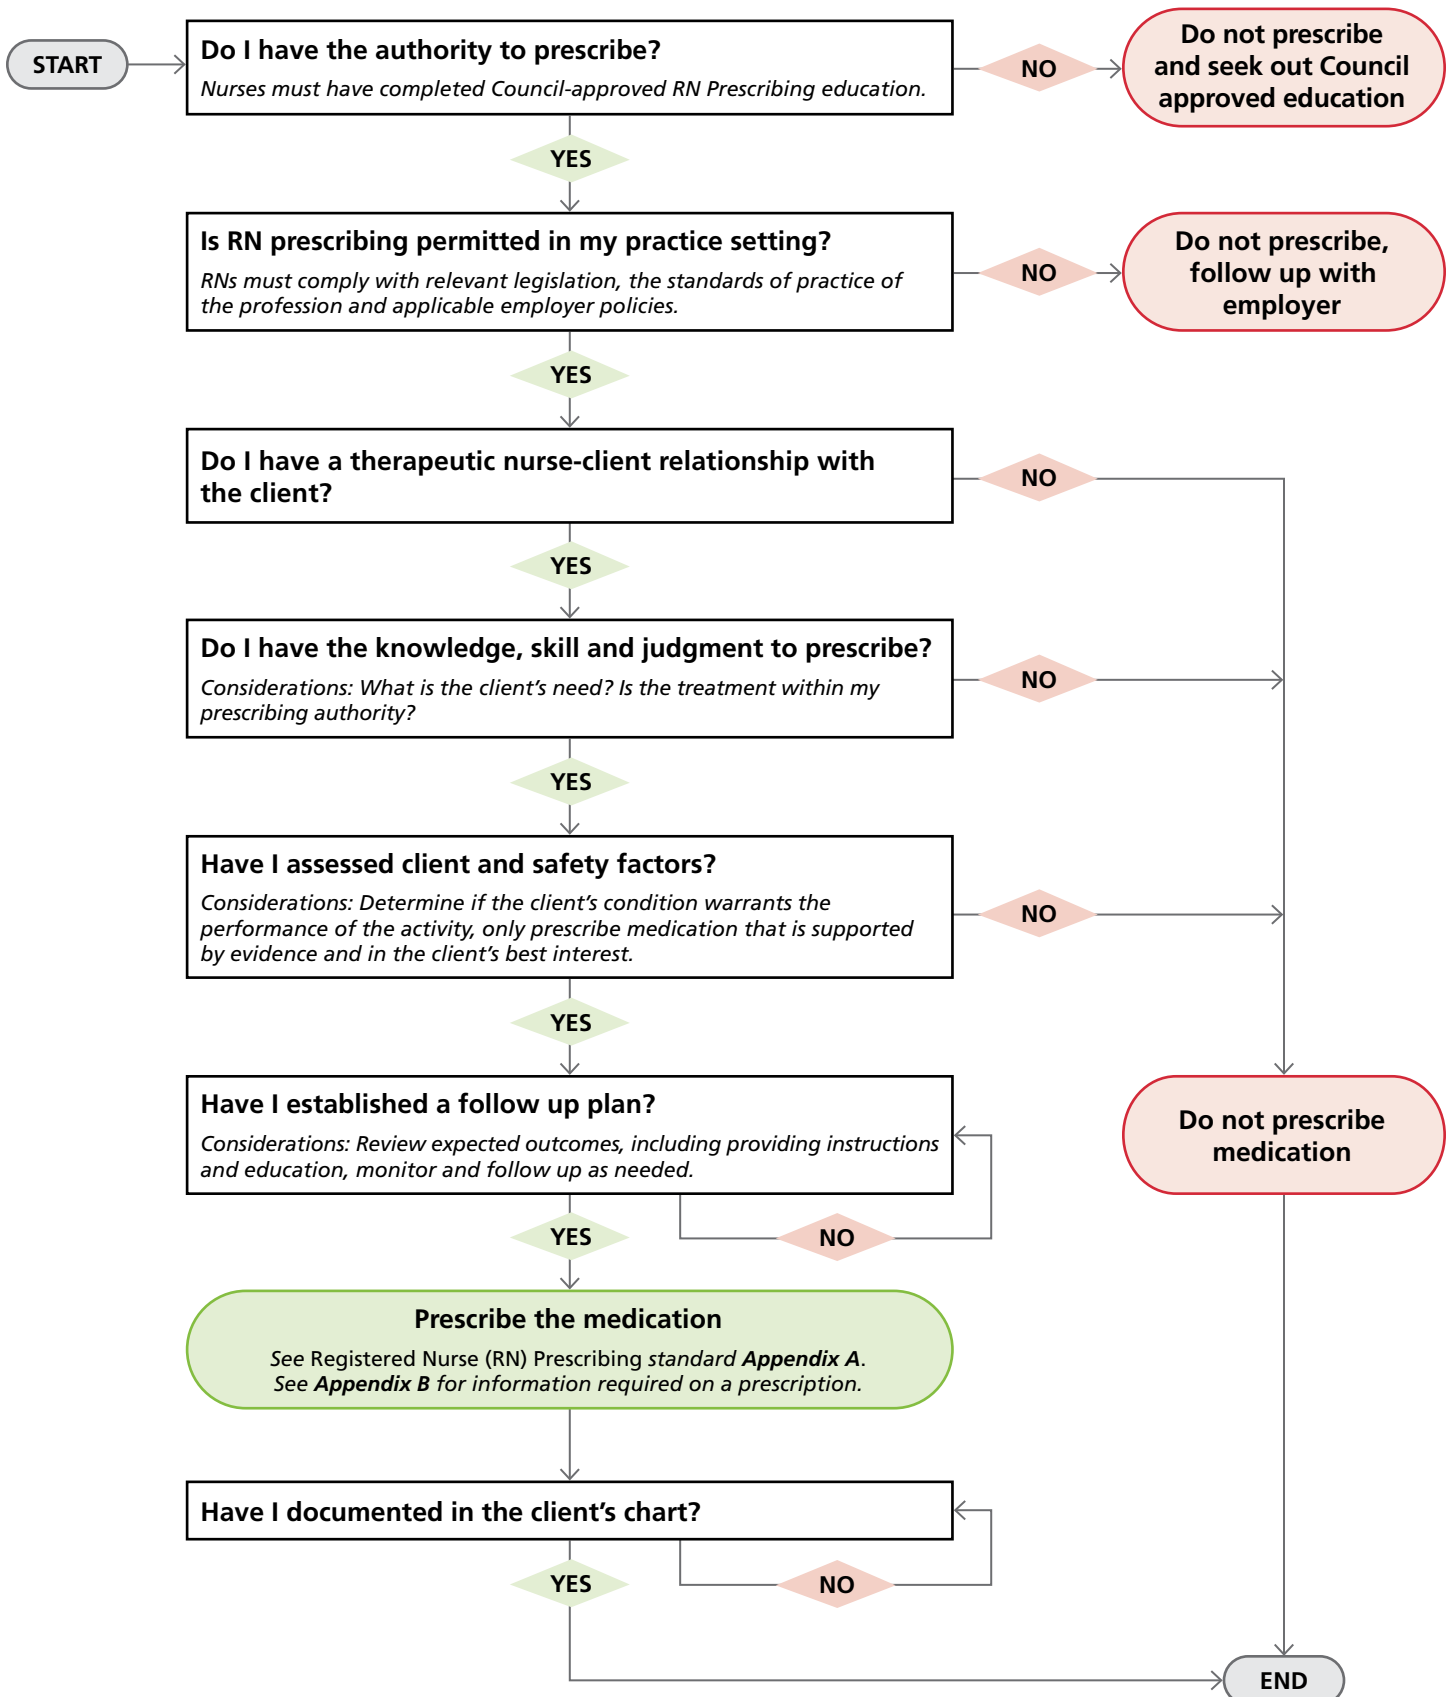 START
Do I have the authority to prescribe?
Nurses must have completed Council-approved RN Prescribing education.
NO
Do not prescribe
and seek out Council
approved education
YES
Is RN prescribing permitted in my practice setting?
RNs must comply with relevant legislation, the standards of practice of
the profession and applicable employer policies.
NO
Do not prescribe,
follow up with
employer
YES
Do I have a therapeutic nurse-client relationship with
the client?
NO
YES
Do I have the knowledge, skill and judgment to prescribe?
Considerations: What is the client’s need? Is the treatment within my
prescribing authority?
NO
YES
Have I assessed client and safety factors?
Considerations: Determine if the client’s condition warrants the
performance of the activity, only prescribe medication that is supported
by evidence and in the client’s best interest.
NO
YES
Have I established a follow up plan?
Considerations: Review expected outcomes, including providing instructions
and education, monitor and follow up as needed.
Do not prescribe
medication
YES
NO
Prescribe the medication
See Registered Nurse (RN) Prescribing standard Appendix A.
See Appendix B for information required on a prescription.
Have I documented in the client’s chart?
YES
NO
END